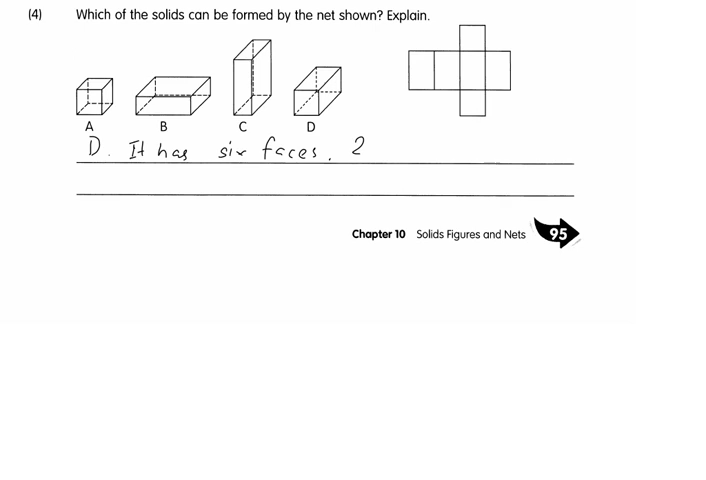 (4) Which of the solids can be formed by the net shown? Explain.
A B C D
D. It has six faces. 2
Chapter 10 Solids Figures and Nets 95